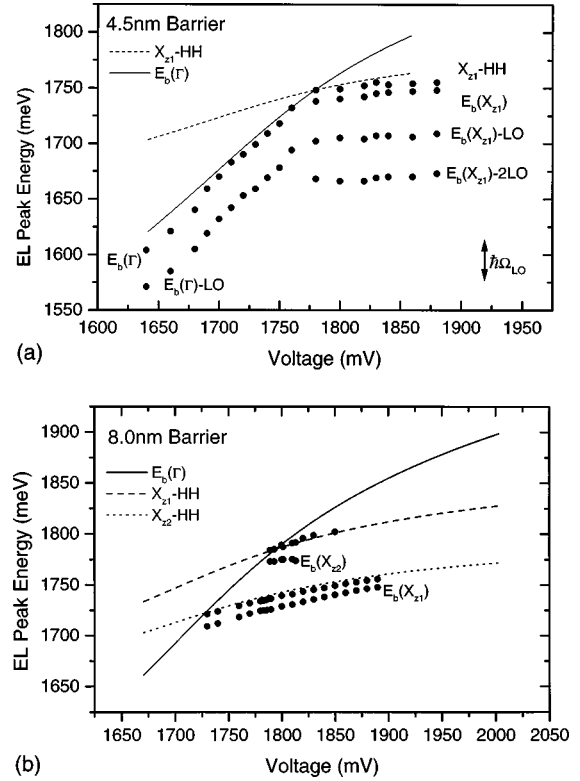 4.5nm Barrier
X_z1-HH
E_b(Γ)
X_z1-HH
E_b(X_z1)
E_b(X_z1)-LO
E_b(X_z1)-2LO
E_b(Γ)
E_b(Γ)-LO
ħΩ_LO
EL Peak Energy (meV)
1800
1750
1700
1650
1600
1550
1600 1650 1700 1750 1800 1850 1900 1950
Voltage (mV)
(a)
8.0nm Barrier
E_b(Γ)
X_z1-HH
X_z2-HH
E_b(X_z2)
E_b(X_z1)
EL Peak Energy (meV)
1900
1850
1800
1750
1700
1650
1650 1700 1750 1800 1850 1900 1950 2000 2050
Voltage (mV)
(b)